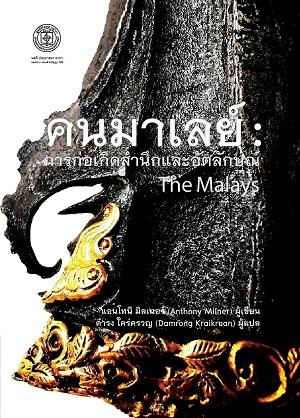 คนมาเลย์ :
การก่อเกิดสำนึกและอัตลักษณ์
The Malays
แอนโทนี มิลเนอร์ (Anthony Milner) ผู้เขียน
ดำรง ใคร่ครวญ (Damrong Kraikruan) ผู้แปล